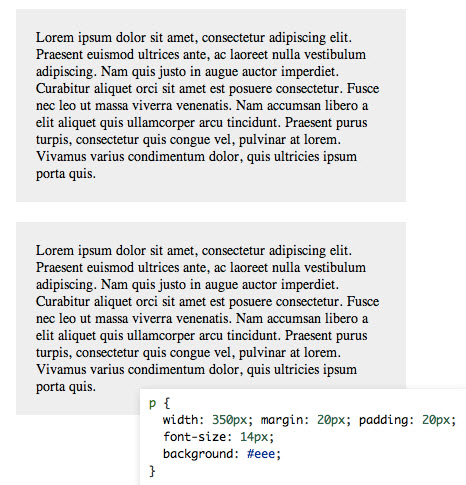 Lorem ipsum dolor sit amet, consectetur adipiscing elit.
Praesent euismod ultrices ante, ac laoreet nulla vestibulum
adipiscing. Nam quis justo in augue auctor imperdiet.
Curabitur aliquet orci sit amet est posuere consectetur. Fusce
nec leo ut massa viverra venenatis. Nam accumsan libero a
elit aliquet quis ullamcorper arcu tincidunt. Praesent purus
turpis, consectetur quis congue vel, pulvinar at lorem.
Vivamus varius condimentum dolor, quis ultricies ipsum
porta quis.
Lorem ipsum dolor sit amet, consectetur adipiscing elit.
Praesent euismod ultrices ante, ac laoreet nulla vestibulum
adipiscing. Nam quis justo in augue auctor imperdiet.
Curabitur aliquet orci sit amet est posuere consectetur. Fusce
nec leo ut massa viverra venenatis. Nam accumsan libero a
elit aliquet quis ullamcorper arcu tincidunt. Praesent purus
turpis, consectetur quis congue vel, pulvinar at lorem.
Vivamus varius condimentum dolor, quis ultricies ipsum
porta quis.
p {
width: 350px; margin: 20px; padding: 20px;
font-size: 14px;
background: #eee;
}